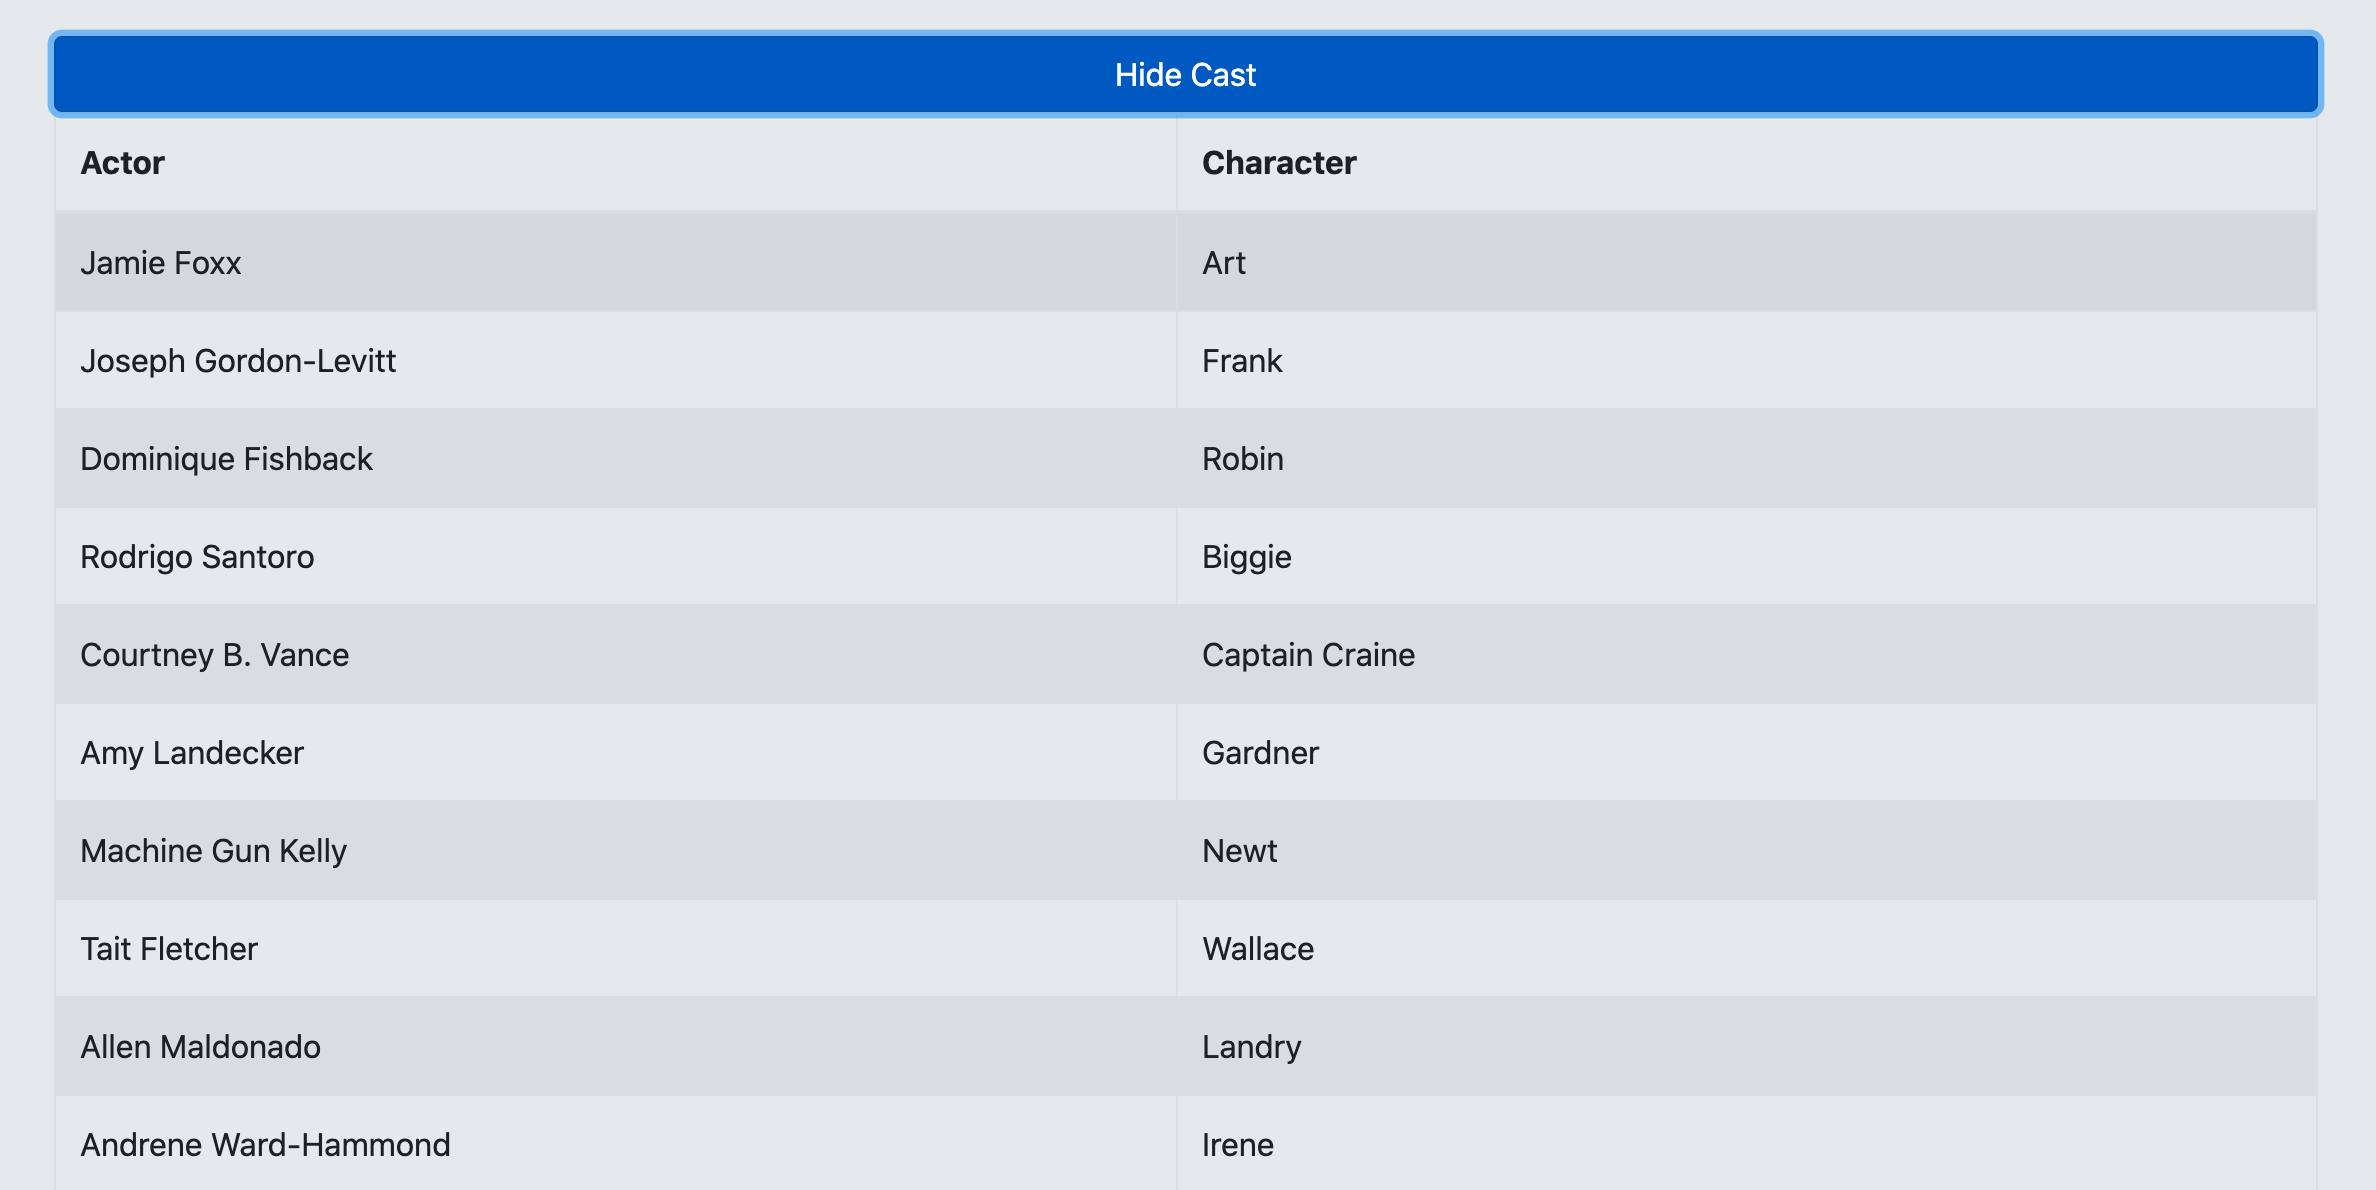 Hide Cast
Actor Character
Jamie Foxx Art
Joseph Gordon-Levitt Frank
Dominique Fishback Robin
Rodrigo Santoro Biggie
Courtney B. Vance Captain Craine
Amy Landecker Gardner
Machine Gun Kelly Newt
Tait Fletcher Wallace
Allen Maldonado Landry
Andrene Ward-Hammond Irene